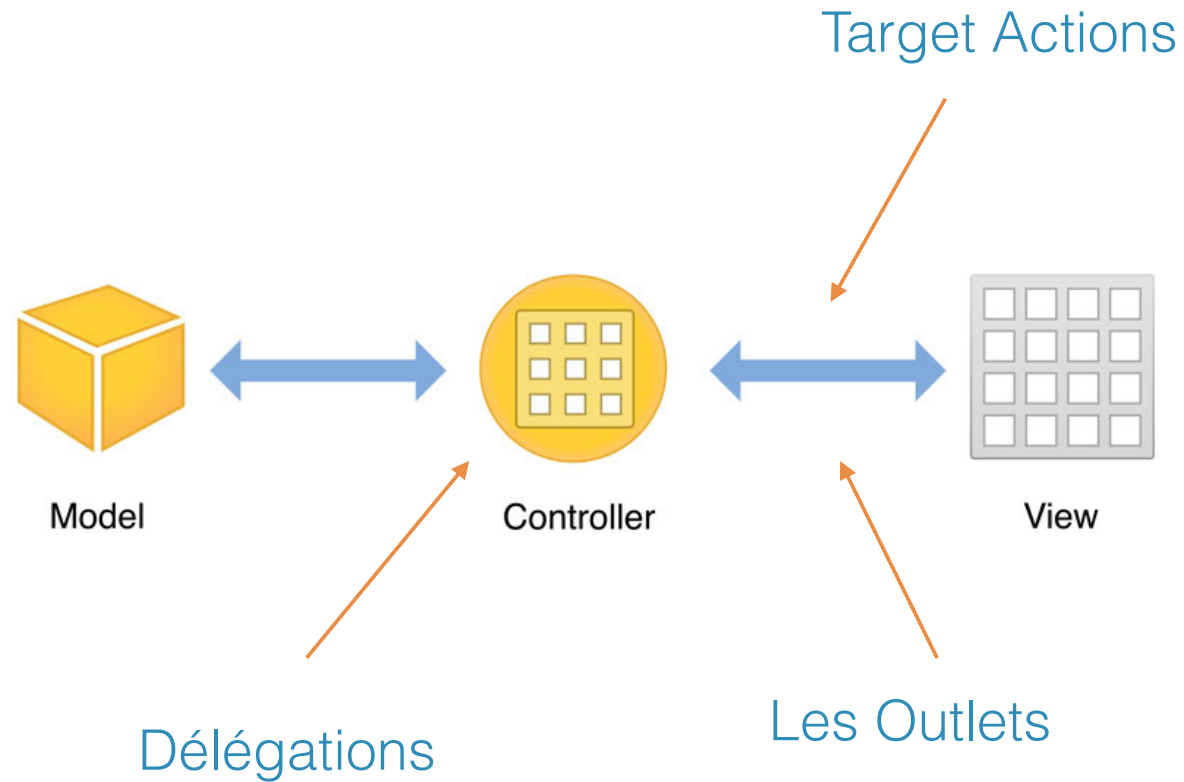 Target Actions
Model
Controller
View
Délégations
Les Outlets